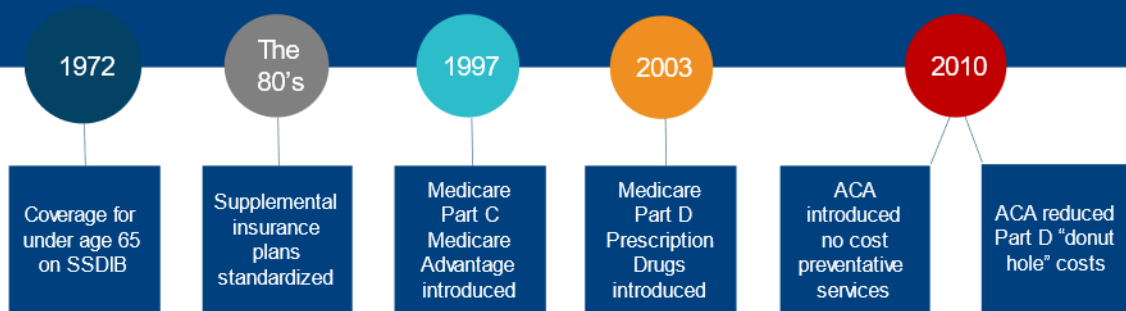 1972
The
80's
1997
2003
2010
Coverage for
under age 65
on SSDIB
Supplemental
insurance
plans
standardized
Medicare
Part C
Medicare
Advantage
introduced
Medicare
Part D
Prescription
Drugs
introduced
ACA
introduced
no cost
preventative
services
ACA reduced
Part D “donut
hole” costs